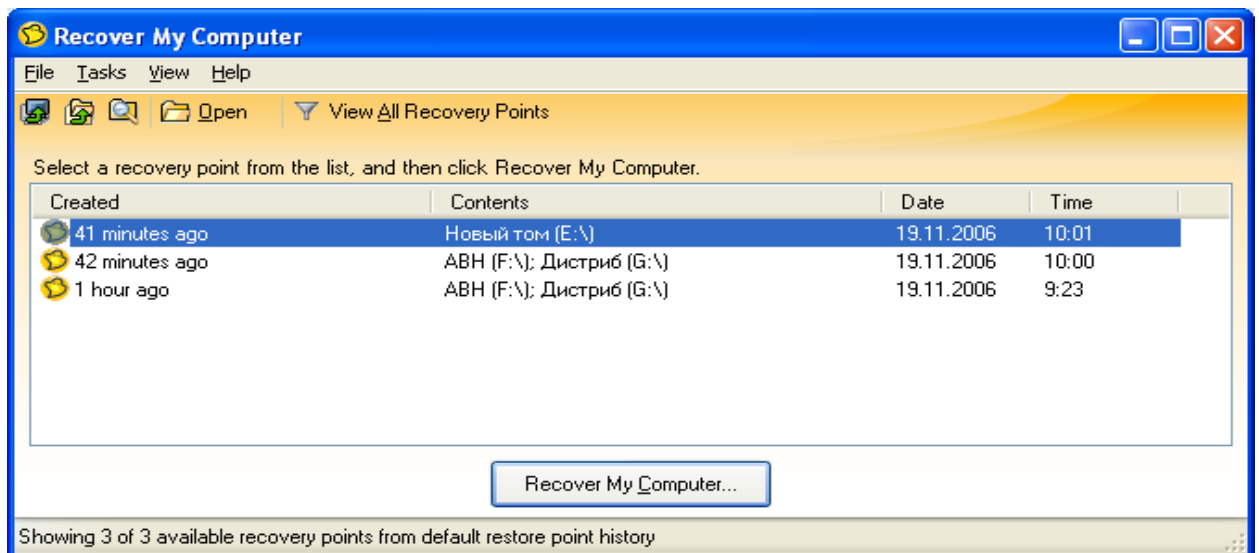 Recover My Computer
File Tasks View Help
Open View All Recovery Points
Select a recovery point from the list, and then click Recover My Computer.
Created Contents Date Time
41 minutes ago Новый том (E:\) 19.11.2006 10:01
42 minutes ago АВН (F:\); Дистриб (G:\) 19.11.2006 10:00
1 hour ago АВН (F:\); Дистриб (G:\) 19.11.2006 9:23
Recover My Computer...
Showing 3 of 3 available recovery points from default restore point history